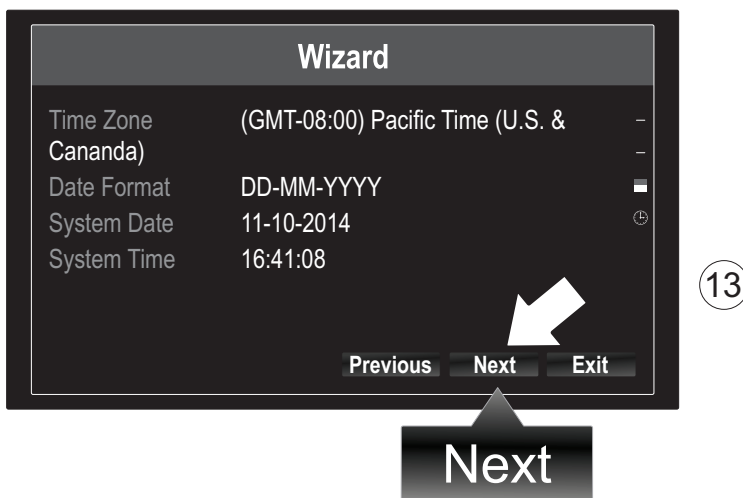 Wizard
Time Zone (GMT-08:00) Pacific Time (U.S. &
Cananda)
Date Format DD-MM-YYYY
System Date 11-10-2014
System Time 16:41:08
13
Previous Next Exit
Next